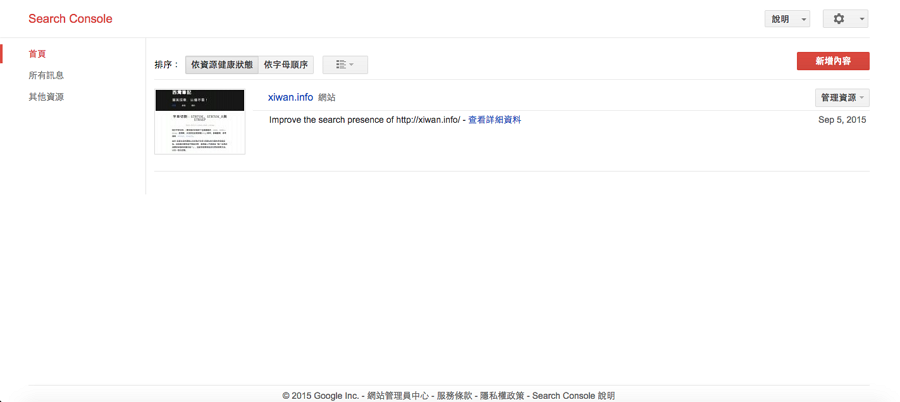 Search Console
說明
首頁
所有訊息
其他資源
排序： 依資源健康狀態 依字母順序
新增內容
西灣筆記
xiwan.info 網站
管理資源
Improve the search presence of http://xiwan.info/ - 查看詳細資料
Sep 5, 2015
© 2015 Google Inc. - 網站管理員中心 - 服務條款 - 隱私權政策 - Search Console 說明